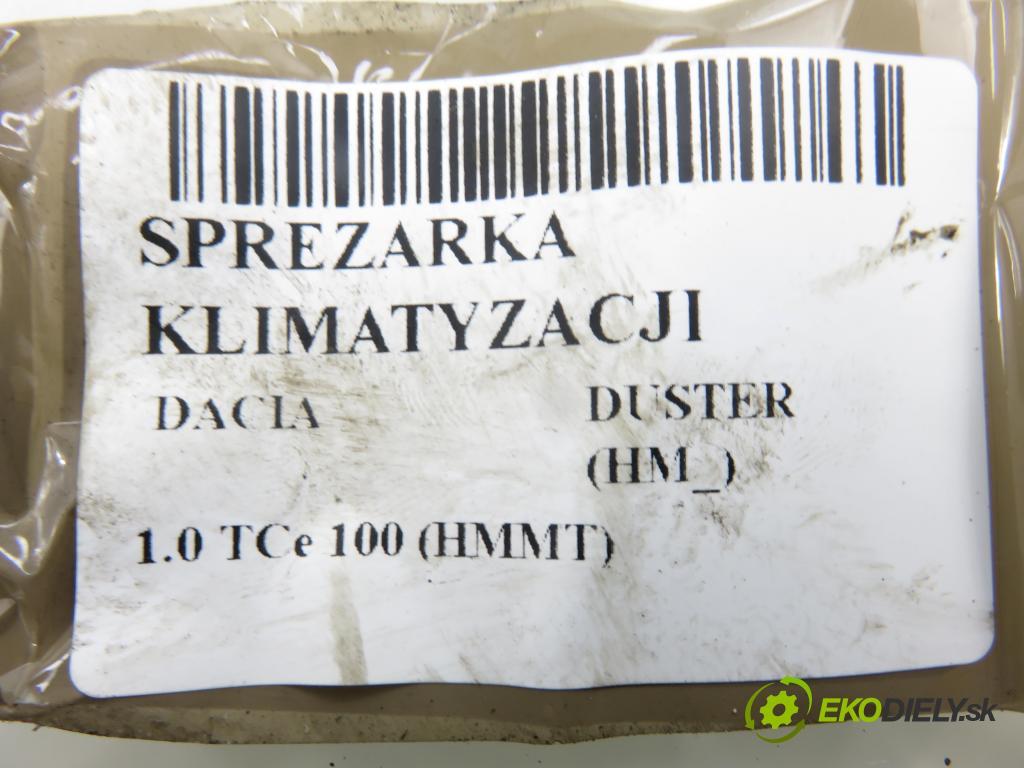 SPREZARKA
KLIMATYZACJI
DACIA DUSTER
(HM_)
1.0 TCe 100 (HMMT)
EKODIELY.sk